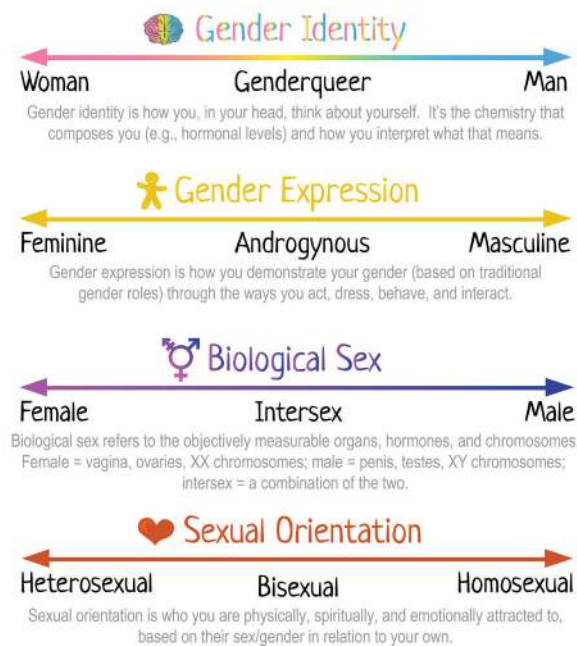 Gender Identity
Woman Genderqueer Man
Gender identity is how you, in your head, think about yourself. It's the chemistry that
composes you (e.g., hormonal levels) and how you interpret what that means.
Gender Expression
Feminine Androgynous Masculine
Gender expression is how you demonstrate your gender (based on traditional
gender roles) through the ways you act, dress, behave, and interact.
Biological Sex
Female Intersex Male
Biological sex refers to the objectively measurable organs, hormones, and chromosomes
Female = vagina, ovaries, XX chromosomes; male = penis, testes, XY chromosomes;
intersex = a combination of the two.
Sexual Orientation
Heterosexual Bisexual Homosexual
Sexual orientation is who you are physically, spiritually, and emotionally attracted to,
based on their sex/gender in relation to your own.